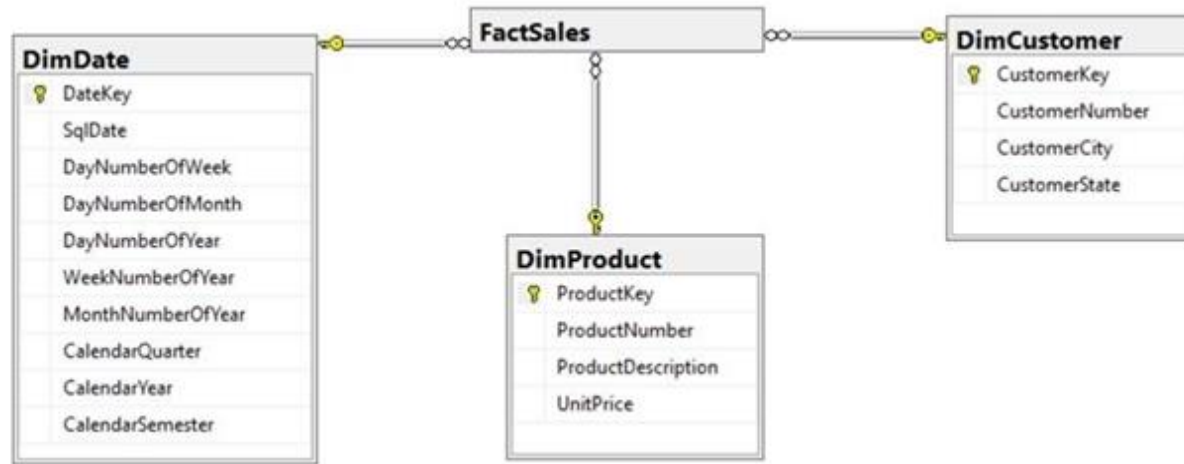 FactSales
DimDate
DateKey
SqlDate
DayNumberOfWeek
DayNumberOfMonth
DayNumberOfYear
WeekNumberOfYear
MonthNumberOfYear
CalendarQuarter
CalendarYear
CalendarSemester
DimProduct
ProductKey
ProductNumber
ProductDescription
UnitPrice
DimCustomer
CustomerKey
CustomerNumber
CustomerCity
CustomerState